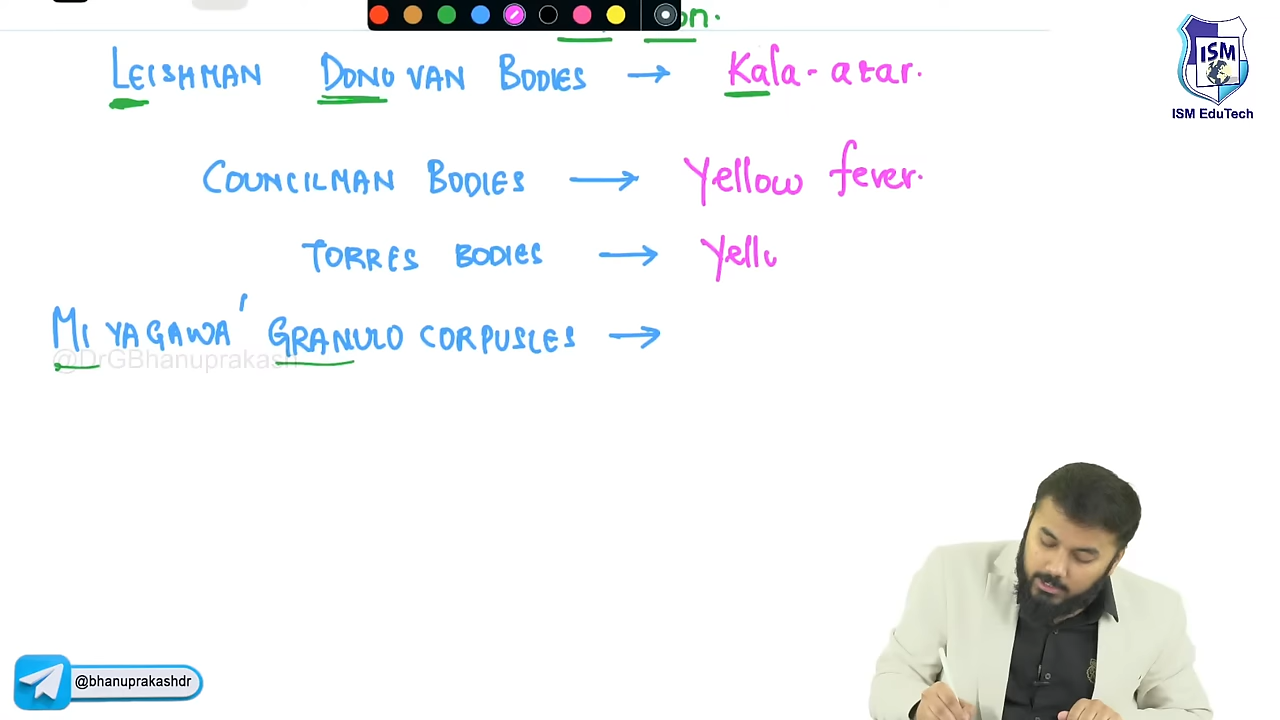 on.
LEISHMAN DONOVAN BODIES → Kala-azar.
COUNCILMAN BODIES → Yellow fever.
TORRES BODIES → Yell
MIYAGAWA' GRANULO CORPUSLES →
@DrGBhanuprakash
ISM
ISM EduTech
@bhanuprakashdr